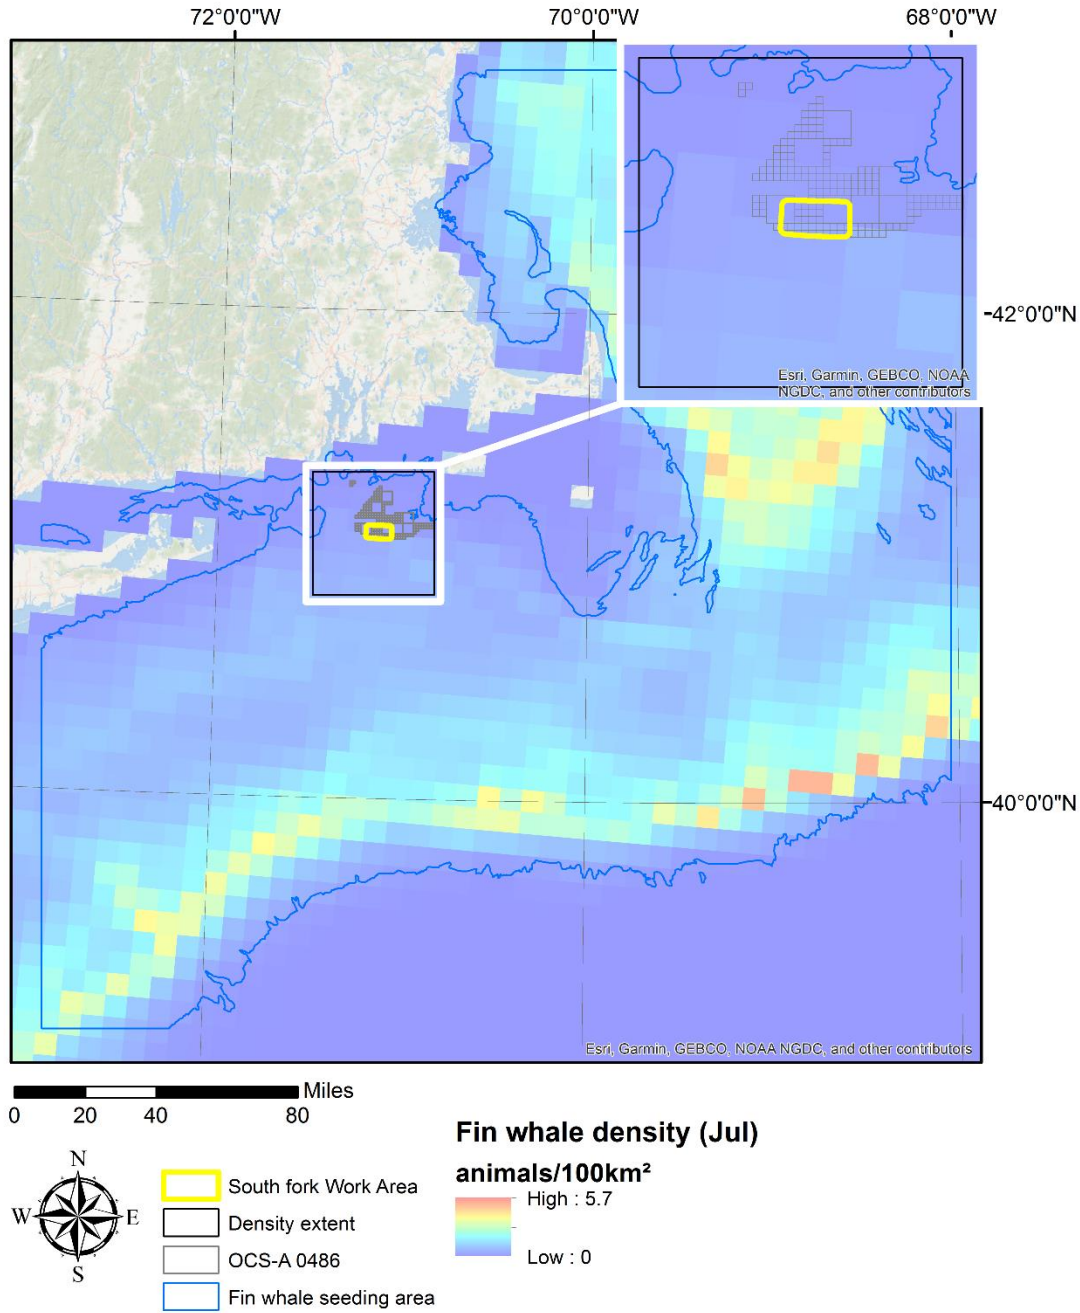 72°0'0"W
70°0'0"W
68°0'0"W
Esri, Garmin, GEBCO, NOAA
NGDC, and other contributors
42°0'0"N
40°0'0"N
Esri, Garmin, GEBCO, NOAA NGDC, and other contributors
Miles
0 20 40 80
Fin whale density (Jul)
animals/100km²
High : 5.7
Low : 0
N
W E
S
South fork Work Area
Density extent
OCS-A 0486
Fin whale seeding area